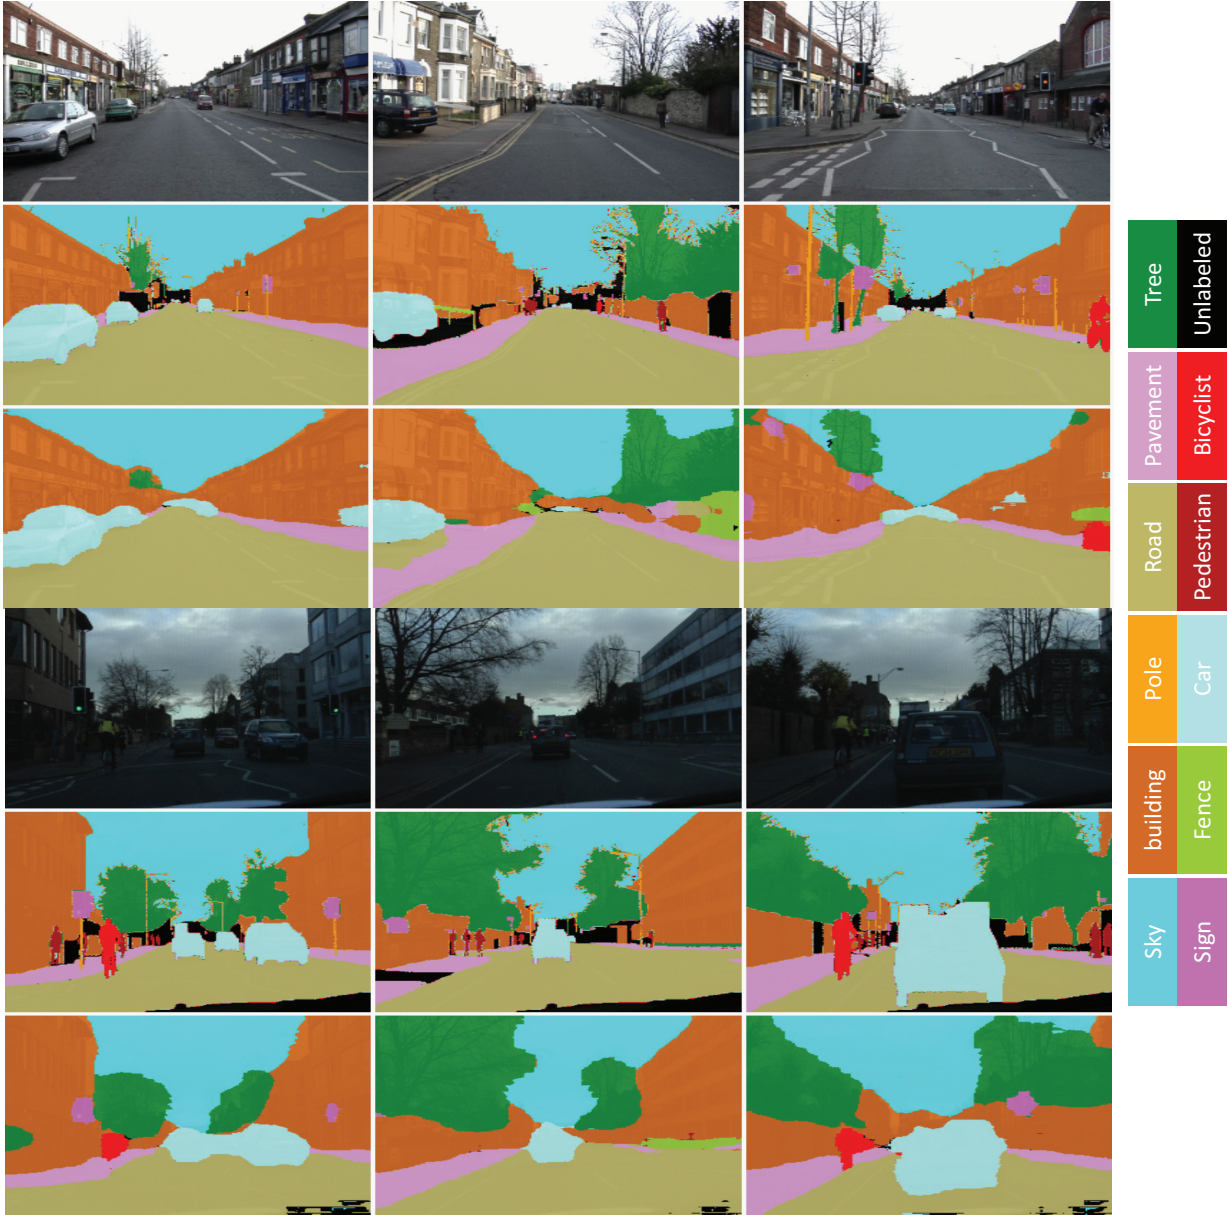 Tree
Unlabeled
Pavement
Bicyclist
Road
Pedestrian
Pole
Car
building
Fence
Sky
Sign